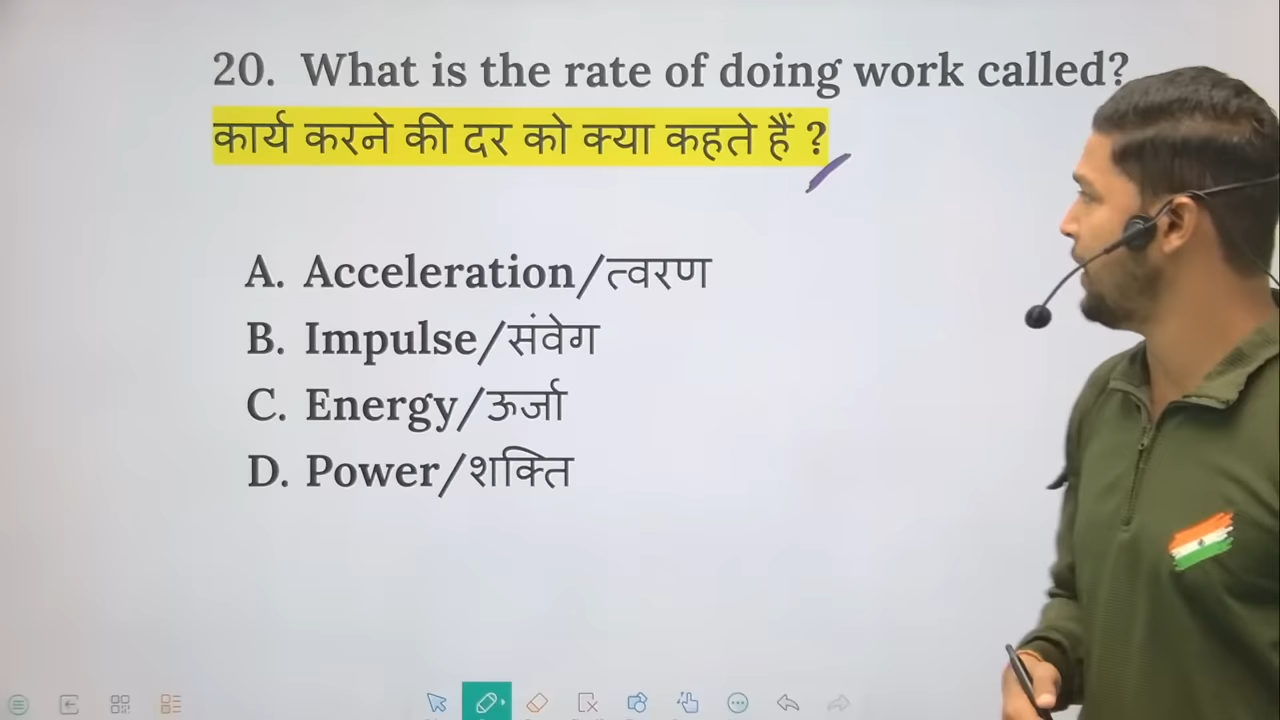 20. What is the rate of doing work called?
कार्य करने की दर को क्या कहते हैं ?
A. Acceleration/त्वरण
B. Impulse/संवेग
C. Energy/ऊर्जा
D. Power/शक्ति